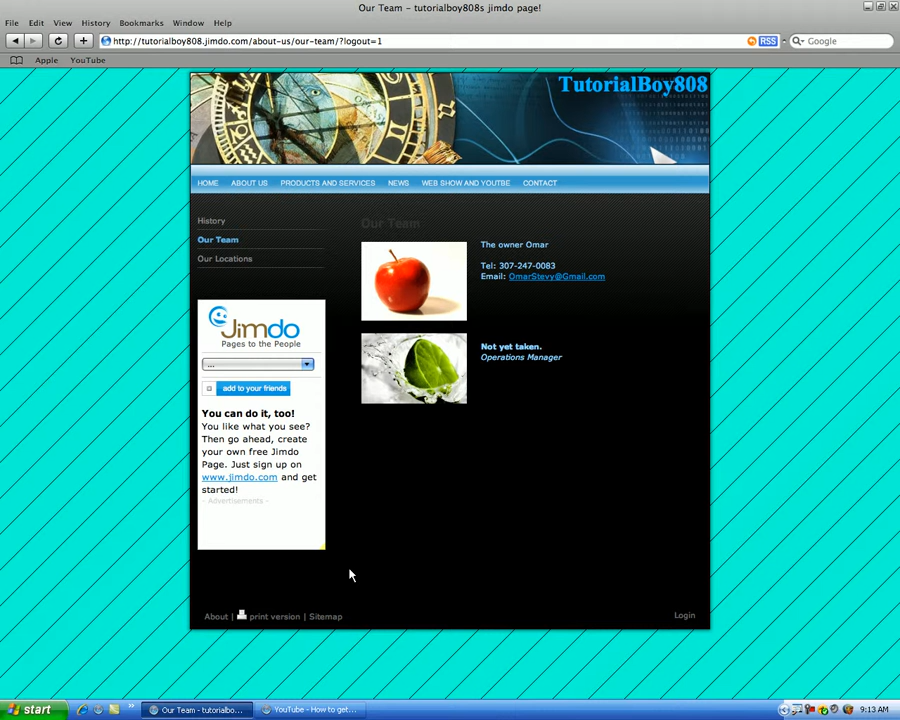 Our Team - tutorialboy808s jimdo page!
File Edit View History Bookmarks Window Help
http://tutorialboy808.jimdo.com/about-us/our-team/?logout=1
RSS
Google
Apple YouTube
TutorialBoy808
HOME ABOUT US PRODUCTS AND SERVICES NEWS WEB SHOW AND YOUTBE CONTACT
History
Our Team
Our Locations
Our Team
The owner Omar
Tel: 307-247-0083
Email: OmarStevy@Gmail.com
Not yet taken.
Operations Manager
Jimdo
Pages to the People
...
add to your friends
You can do it, too!
You like what you see?
Then go ahead, create
your own free Jimdo
Page. Just sign up on
www.jimdo.com and get
started!
- Advertisements -
About | print version | Sitemap
Login
start
Our Team - tutorialbo...
YouTube - How to get...
9:13 AM